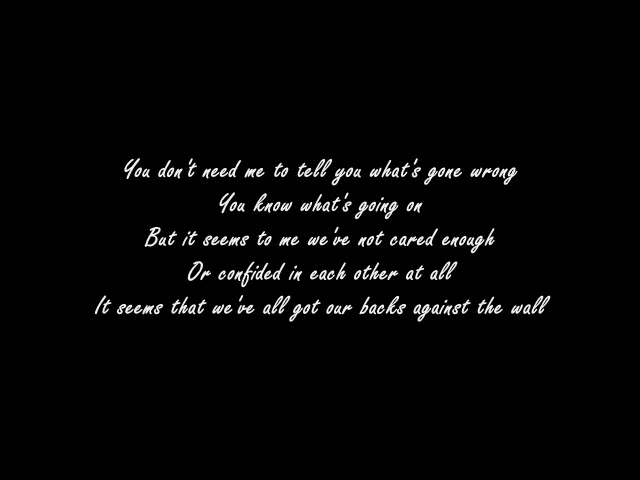 You don't need me to tell you what's gone wrong
You know what's going on
But it seems to me we've not cared enough
Or confided in each other at all
It seems that we've all got our backs against the wall